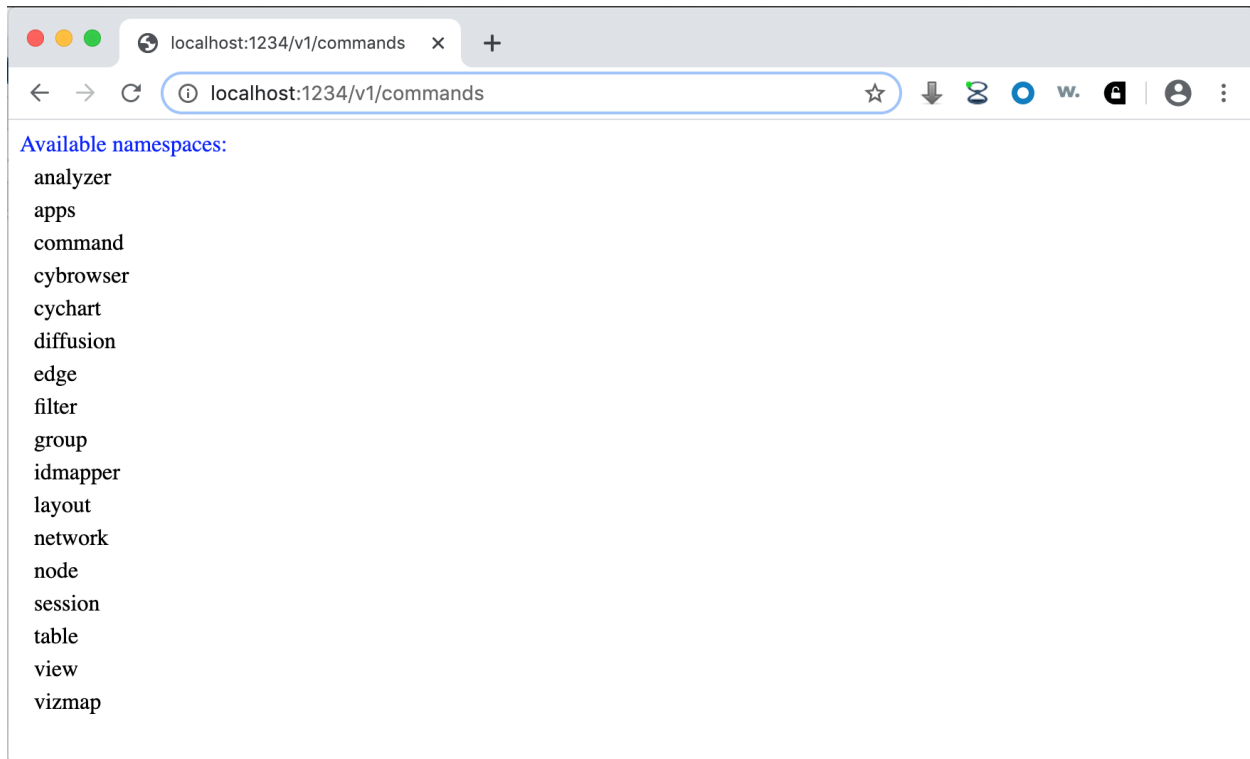 localhost:1234/v1/commands
localhost:1234/v1/commands
w.
Available namespaces:
analyzer
apps
command
cybrowser
cychart
diffusion
edge
filter
group
idmapper
layout
network
node
session
table
view
vizmap